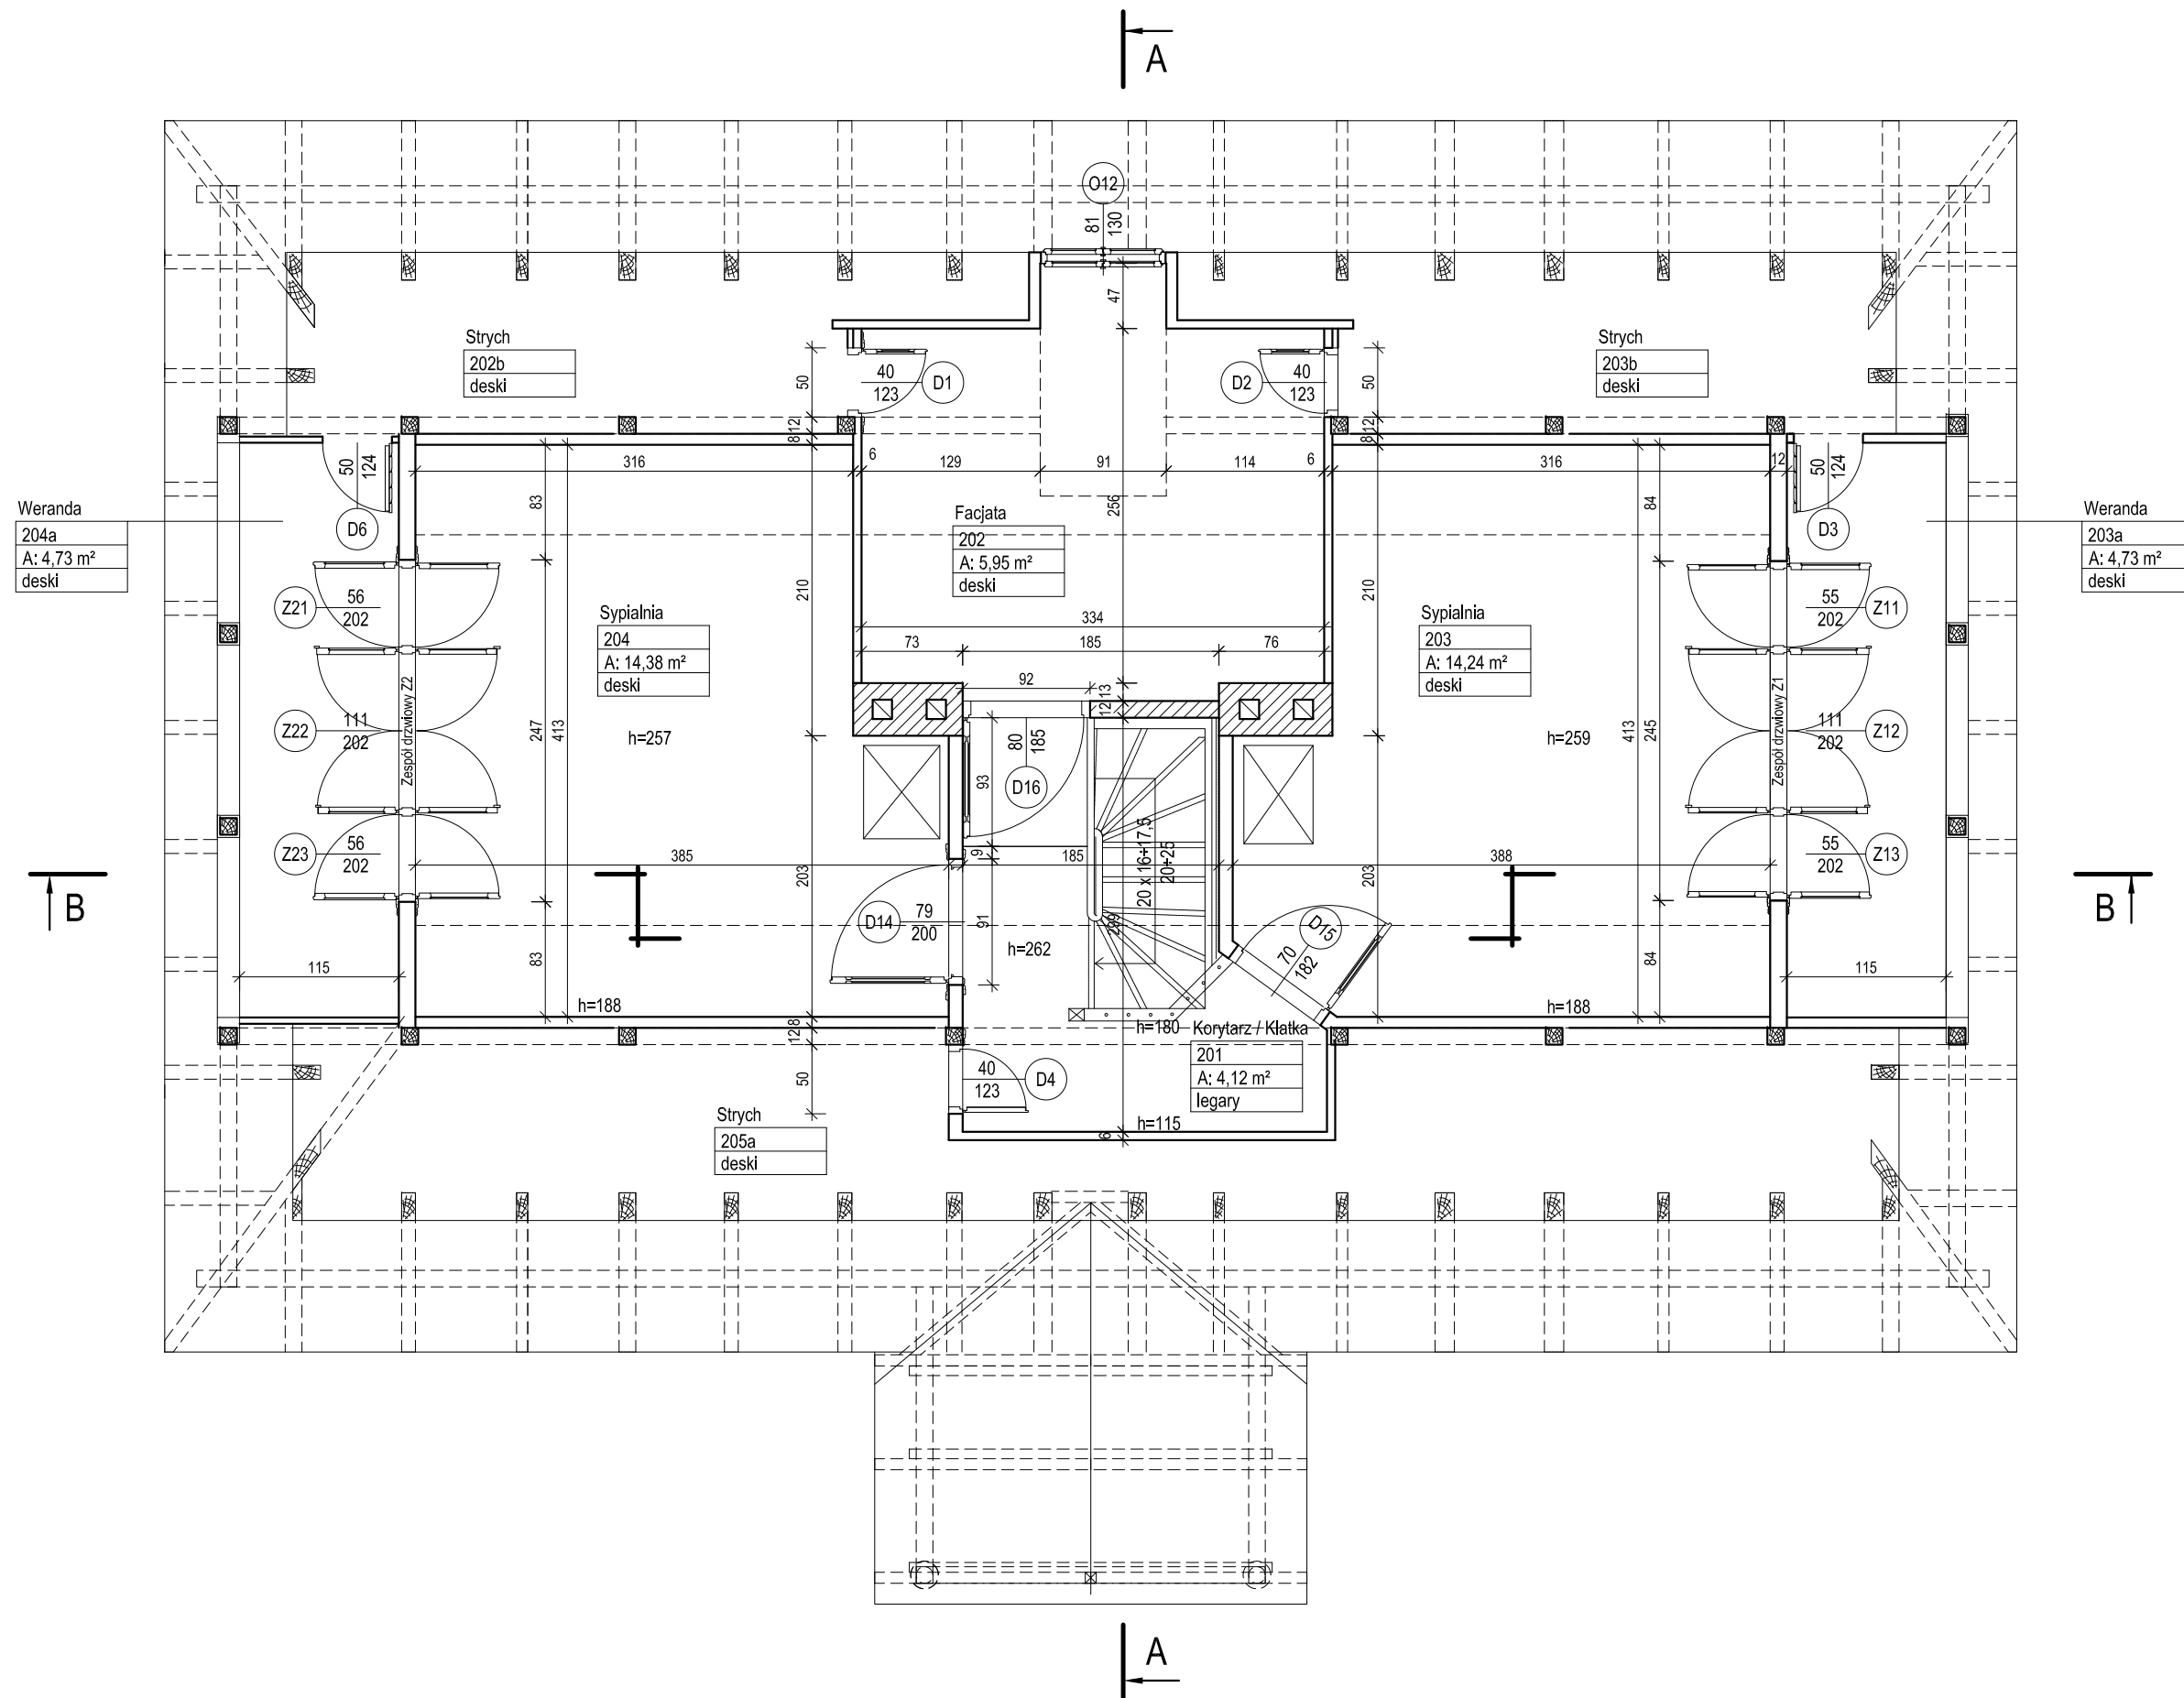 A
O12
81
130
47
Strych
202b
deski
Strych
203b
deski
50
40
123
D1
D2
40
123
50
12
8
12
8
50
124
D6
83
316
6
129
91
114
6
316
12
84
50
124
D3
Weranda
204a
A: 4,73 m²
deski
Weranda
203a
A: 4,73 m²
deski
256
Facjata
202
A: 5,95 m²
deski
210
210
Z21
56
202
55
202
Z11
Sypialnia
204
A: 14,38 m²
deski
Sypialnia
203
A: 14,24 m²
deski
334
73
185
76
92
13
12
Zespół drzwiowy Z2
Zespół drzwiowy Z1
Z22
111
202
247
413
h=257
80
185
D16
93
h=259
413
245
111
202
Z12
20 x 16÷17,5
20÷25
Z23
56
202
385
203
9
185
388
203
55
202
Z13
B
B
D14
79
200
91
h=262
299
D15
70
182
83
84
115
115
h=188
h=188
h=180
8
12
Korytarz / Klatka
201
A: 4,12 m²
legary
50
40
123
D4
Strych
205a
deski
h=115
6
A